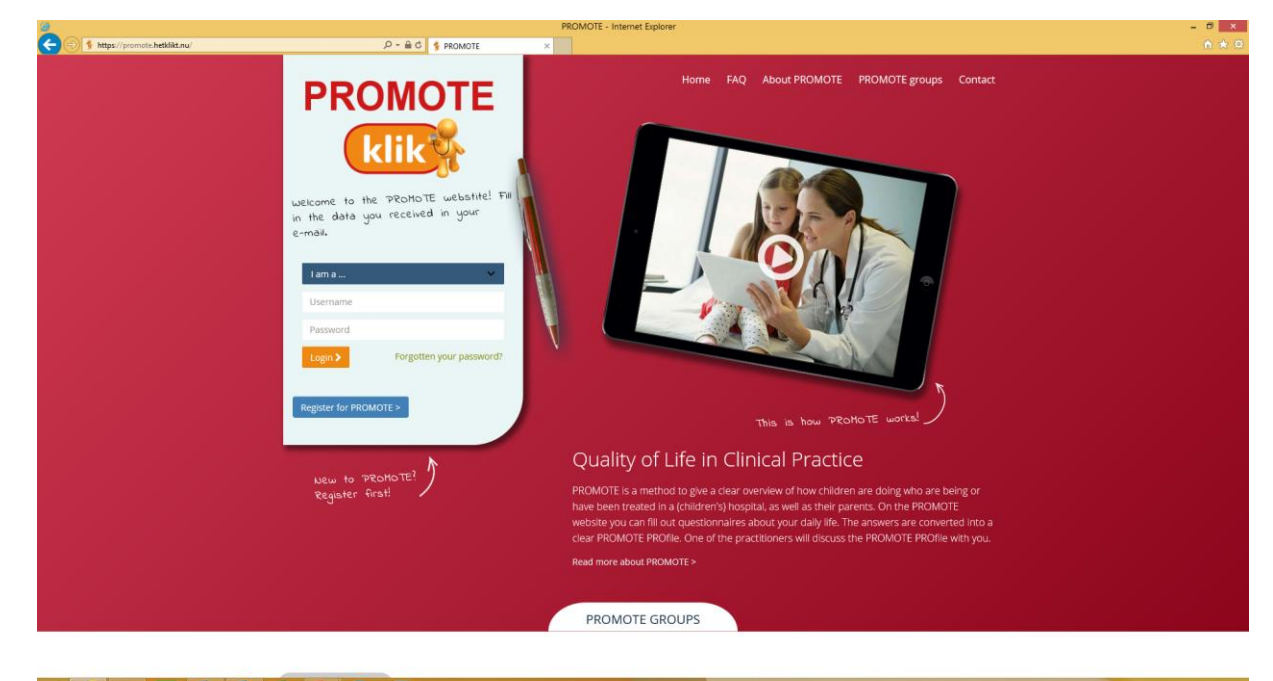 PROMOTE - Internet Explorer
https://promote.hetklikt.nu/
PROMOTE
Home FAQ About PROMOTE PROMOTE groups Contact
PROMOTE
klik
welcome to the PROMOTE webstite! Fill
in the data you received in your
e-mail.
I am a ...
Username
Password
Login
Forgotten your password?
Register for PROMOTE >
New to PROMOTE?
Register first!
This is how PROMOTE works!
Quality of Life in Clinical Practice
PROMOTE is a method to give a clear overview of how children are doing who are being or
have been treated in a (children's) hospital, as well as their parents. On the PROMOTE
website you can fill out questionnaires about your daily life. The answers are converted into a
clear PROMOTE PROfile. One of the practitioners will discuss the PROMOTE PROfile with you.
Read more about PROMOTE >
PROMOTE GROUPS